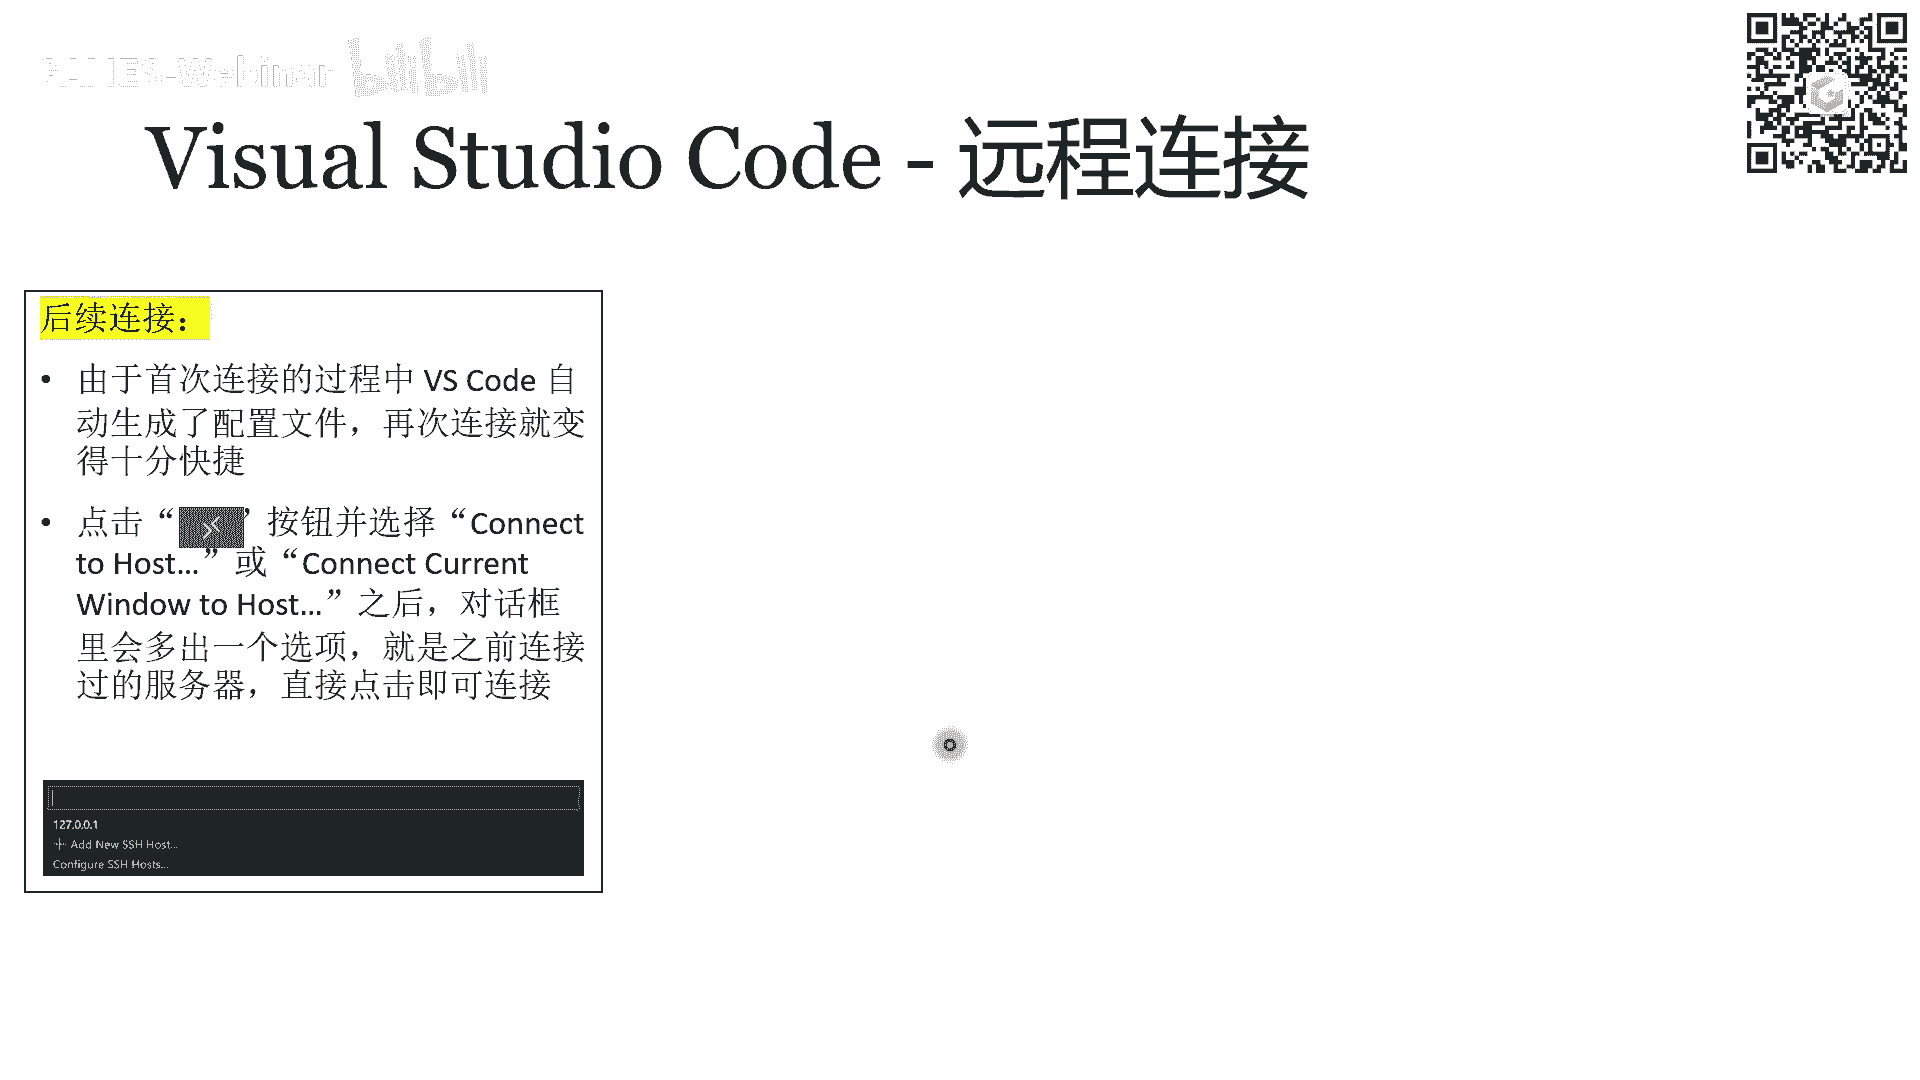 GAMES-Webinar bilibili
Visual Studio Code - 远程连接
后续连接：
• 由于首次连接的过程中 VS Code 自
动生成了配置文件，再次连接就变
得十分快捷
• 点击“ ”按钮并选择“Connect
to Host...”或“Connect Current
Window to Host...”之后，对话框
里会多出一个选项，就是之前连接
过的服务器，直接点击即可连接
127.0.0.1
+ Add New SSH Host...
Configure SSH Hosts...